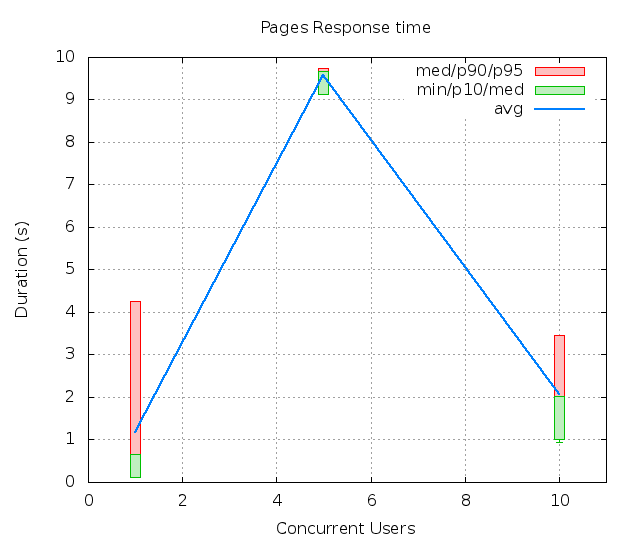 Pages Response time
10
9
8
7
6
5
4
3
2
1
0
Duration (s)
med/p90/p95
min/p10/med
avg
0 2 4 6 8 10
Concurrent Users